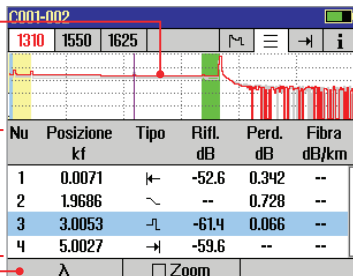 C001-002
1310 1550 1625 i
Nu Posizione Tipo Rifl. Perd. Fibra
kf dB dB dB/km
1 0.0071 -52.6 0.342 --
2 1.9686 -- 0.728 --
3 3.0053 -61.4 0.066 --
4 5.0027 -59.6 -- --
λ Zoom